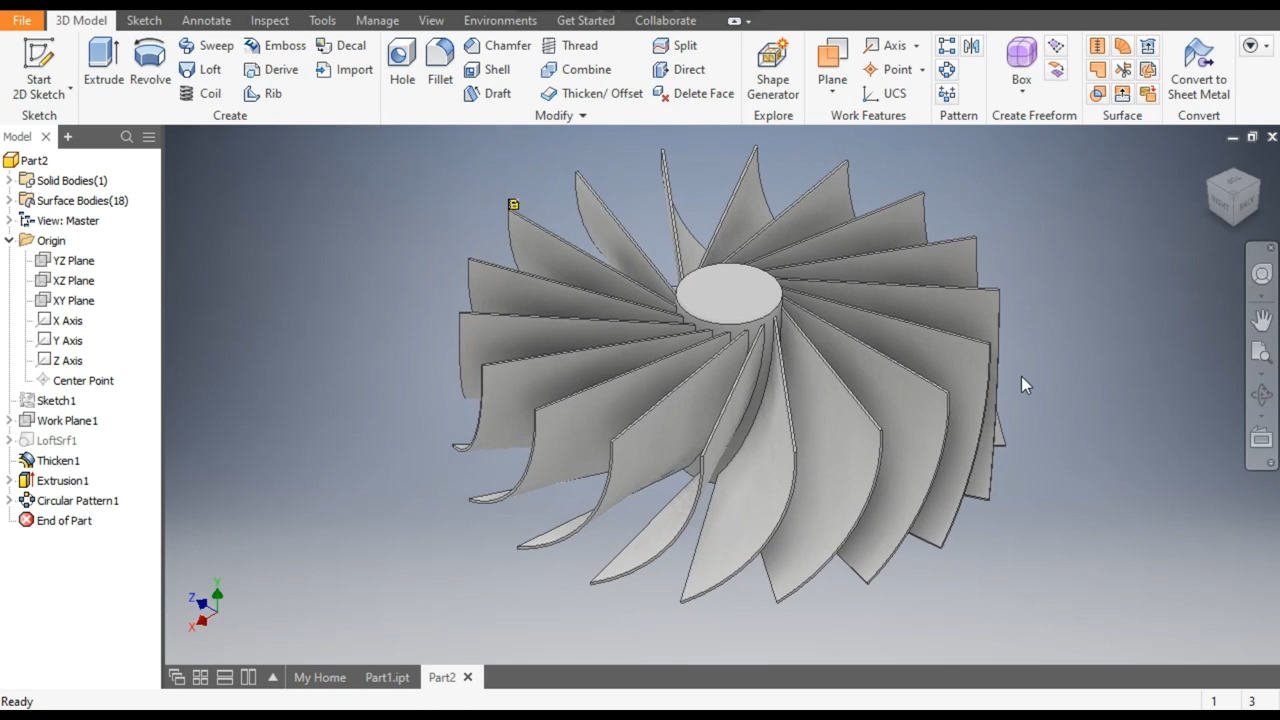 File 3D Model Sketch Annotate Inspect Tools Manage View Environments Get Started Collaborate
Start
2D Sketch
Sketch
Extrude
Revolve
Sweep
Loft
Coil
Emboss
Derive
Rib
Decal
Import
Create
Hole
Fillet
Chamfer
Shell
Draft
Thread
Combine
Thicken/ Offset
Split
Direct
Delete Face
Modify
Shape
Generator
Explore
Plane
Axis
Point
UCS
Work Features
Pattern
Box
Create Freeform
Surface
Convert to
Sheet Metal
Convert
Model
Part2
Solid Bodies(1)
Surface Bodies(18)
View: Master
Origin
YZ Plane
XZ Plane
XY Plane
X Axis
Y Axis
Z Axis
Center Point
Sketch1
Work Plane1
LoftSrf1
Thicken1
Extrusion1
Circular Pattern1
End of Part
RIGHT BACK
Y
Z
X
My Home Part1.ipt Part2
Ready 1 3